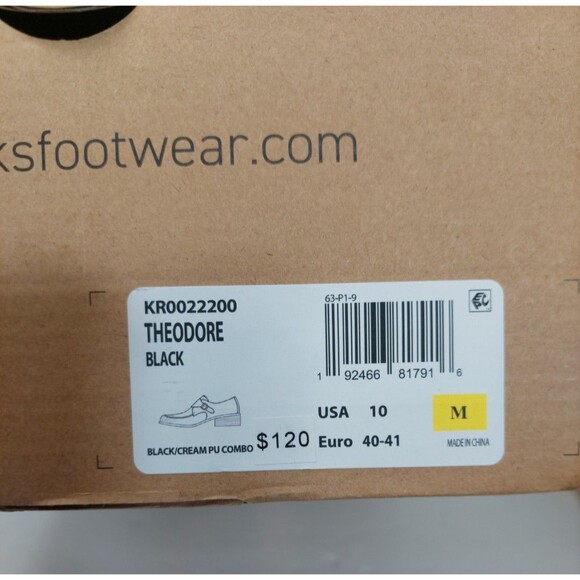 ksfootwear.com
KR0022200
THEODORE
BLACK
BLACK/CREAM PU COMBO
$120
63-P1-9
1 92466 81791 6
USA 10
Euro 40-41
M
MADE IN CHINA